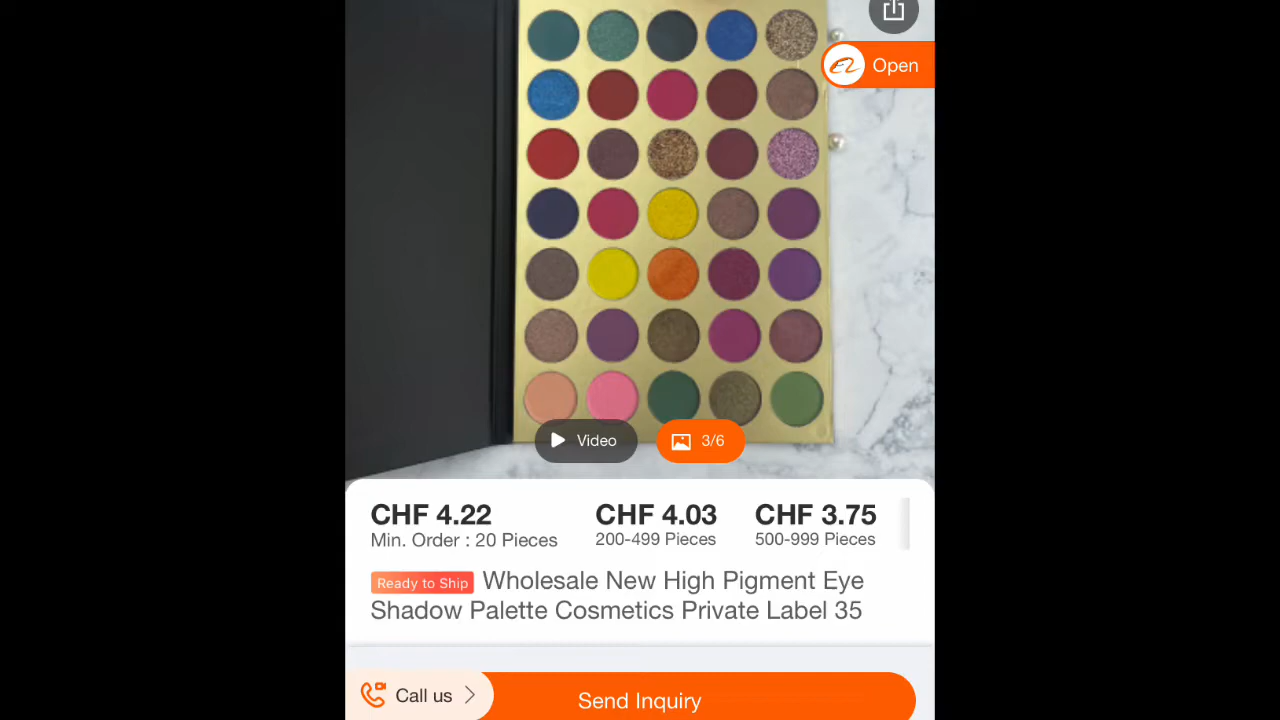 Open
Video
3/6
CHF 4.22 CHF 4.03 CHF 3.75
Min. Order : 20 Pieces 200-499 Pieces 500-999 Pieces
Ready to Ship Wholesale New High Pigment Eye
Shadow Palette Cosmetics Private Label 35
Call us
Send Inquiry